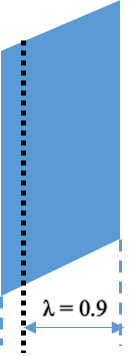 λ = 0.9